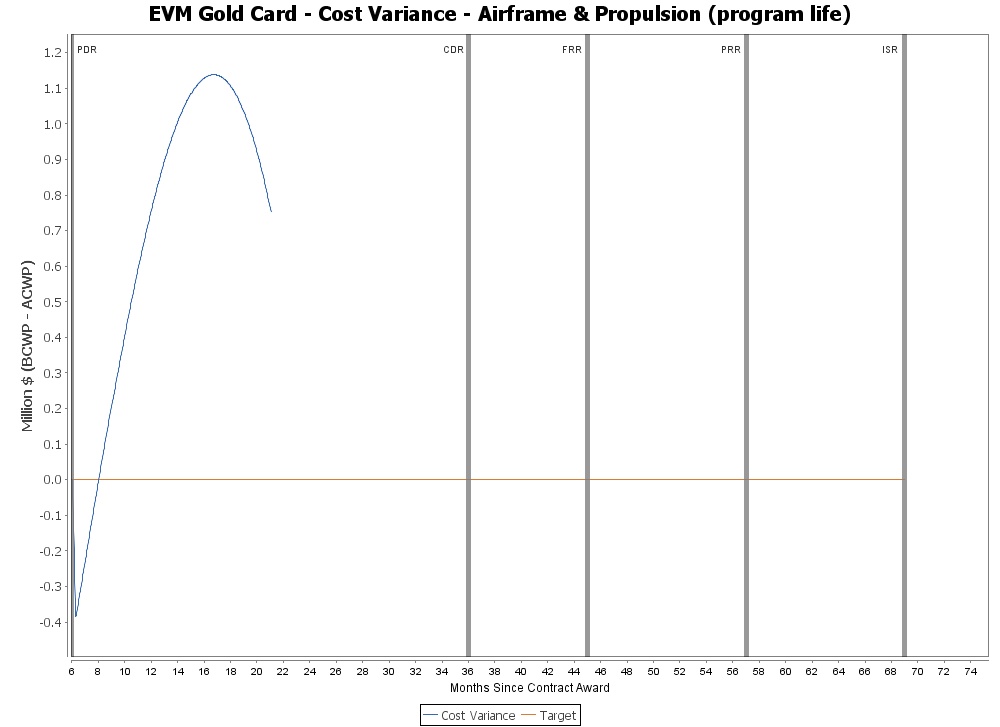 EVM Gold Card - Cost Variance - Airframe & Propulsion (program life)
PDR CDR FRR PRR ISR
1.2
1.1
1.0
0.9
0.8
0.7
0.6
0.5
0.4
0.3
0.2
0.1
0.0
-0.1
-0.2
-0.3
-0.4
Million $ (BCWP - ACWP)
6 8 10 12 14 16 18 20 22 24 26 28 30 32 34 36 38 40 42 44 46 48 50 52 54 56 58 60 62 64 66 68 70 72 74
Months Since Contract Award
Cost Variance Target